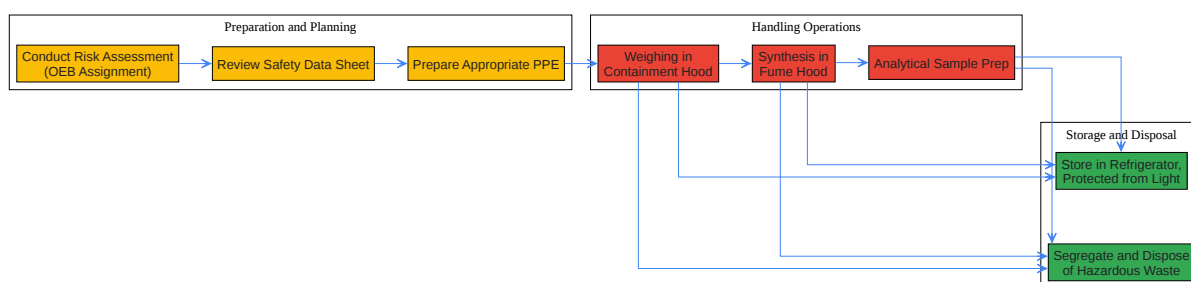 Preparation and Planning
Conduct Risk Assessment
(OEB Assignment)
Review Safety Data Sheet
Prepare Appropriate PPE
Handling Operations
Weighing in
Containment Hood
Synthesis in
Fume Hood
Analytical Sample Prep
Storage and Disposal
Store in Refrigerator,
Protected from Light
Segregate and Dispose
of Hazardous Waste